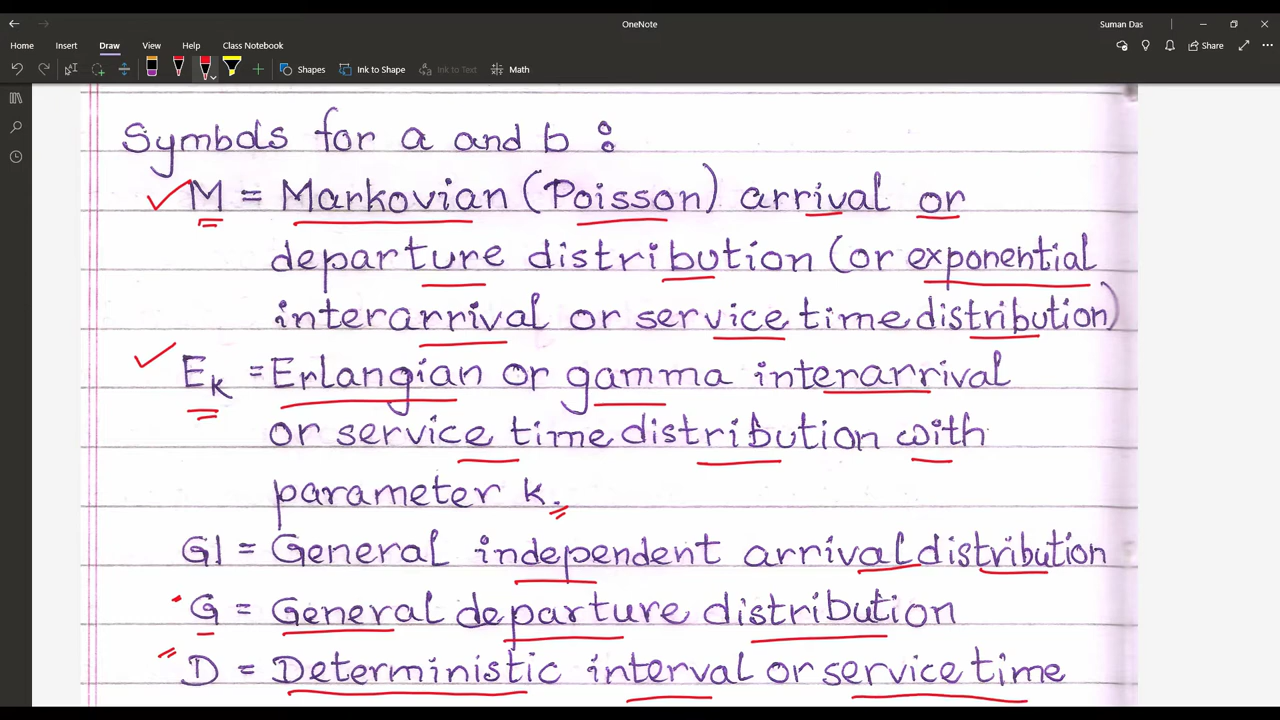 OneNote
Suman Das
Home Insert Draw View Help Class Notebook
Share
Shapes Ink to Shape Ink to Text Math
Symbols for a and b :
M = Markovian (Poisson) arrival or
departure distribution (or exponential
interarrival or service time distribution)
Ek = Erlangian or gamma interarrival
or service time distribution with
parameter k.
GI = General independent arrival distribution
G = General departure distribution
D = Deterministic interval or service time